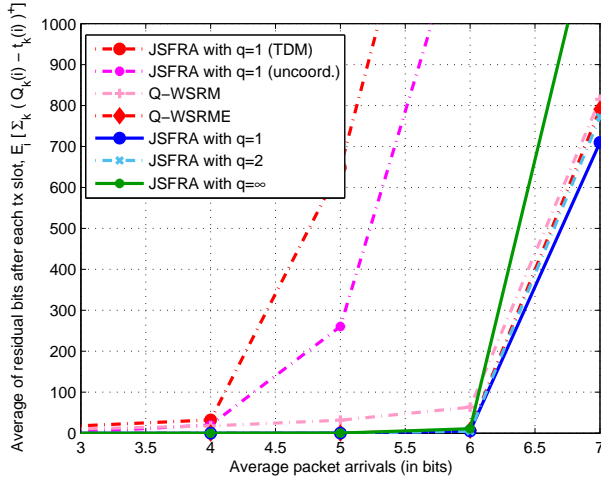 Average of residual bits after each tx slot, E_i [ Σ_k ( Q_k(i) − t_k(i) )^+]
1000
900
800
700
600
500
400
300
200
100
0
JSFRA with q=1 (TDM)
JSFRA with q=1 (uncoord.)
Q−WSRM
Q−WSRME
JSFRA with q=1
JSFRA with q=2
JSFRA with q=∞
3 3.5 4 4.5 5 5.5 6 6.5 7
Average packet arrivals (in bits)